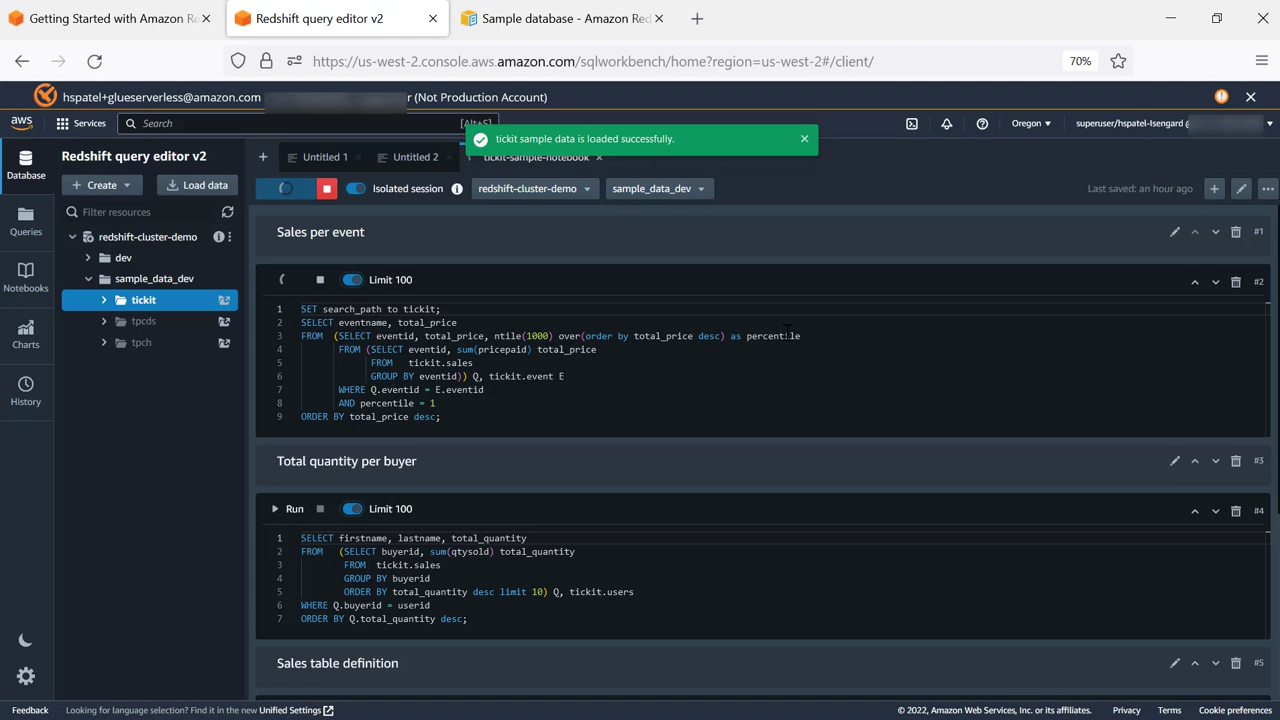 Getting Started with Amazon R
Redshift query editor v2
Sample database - Amazon Red
https://us-west-2.console.aws.amazon.com/sqlworkbench/home?region=us-west-2#/client/
70%
hspatel+glueserverless@amazon.com
r (Not Production Account)
aws
Services
Search
[Alt+S]
Oregon
superuser/hspatel-Isengard @
tickit sample data is loaded successfully.
Database
Queries
Notebooks
Charts
History
Redshift query editor v2
Create
Load data
Filter resources
redshift-cluster-demo
dev
sample_data_dev
tickit
tpcds
tpch
Untitled 1
Untitled 2
tickit-sample-notebook
Isolated session
redshift-cluster-demo
sample_data_dev
Last saved: an hour ago
Sales per event
#1
Limit 100
#2
1 SET search_path to tickit;
2 SELECT eventname, total_price
3 FROM (SELECT eventid, total_price, ntile(1000) over(order by total_price desc) as percentile
4 FROM (SELECT eventid, sum(pricepaid) total_price
5 FROM tickit.sales
6 GROUP BY eventid)) Q, tickit.event E
7 WHERE Q.eventid = E.eventid
8 AND percentile = 1
9 ORDER BY total_price desc;
Total quantity per buyer
#3
Run
Limit 100
#4
1 SELECT firstname, lastname, total_quantity
2 FROM (SELECT buyerid, sum(qtysold) total_quantity
3 FROM tickit.sales
4 GROUP BY buyerid
5 ORDER BY total_quantity desc limit 10) Q, tickit.users
6 WHERE Q.buyerid = userid
7 ORDER BY Q.total_quantity desc;
Sales table definition
#5
Feedback
Looking for language selection? Find it in the new Unified Settings
© 2022, Amazon Web Services, Inc. or its affiliates.
Privacy
Terms
Cookie preferences